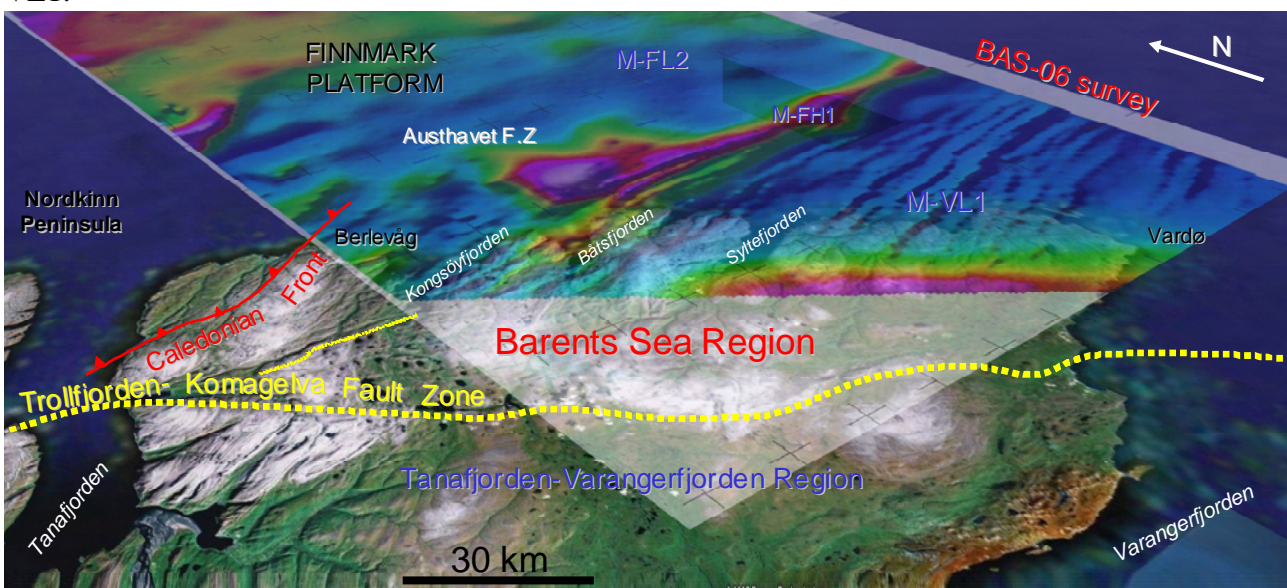 FINNMARK
PLATFORM
M-FL2
N
BAS-06 survey
M-FH1
Austhavet F.Z
Nordkinn
Peninsula
M-VL1
Berlevåg
Kongsöyfjorden
Båtsfjorden
Syltefjorden
Vardø
Caledonian Front
Barents Sea Region
Trollfjorden- Komagelva Fault Zone
Tanafjorden-Varangerfjorden Region
Tanafjorden
Varangerfjorden
30 km